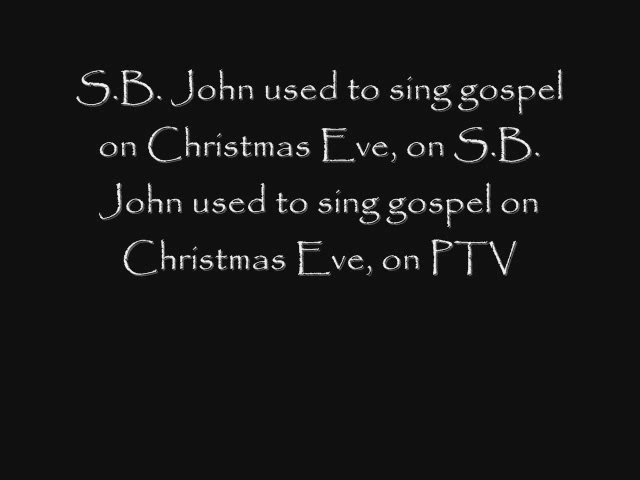 S.B. John used to sing gospel
on Christmas Eve, on S.B.
John used to sing gospel on
Christmas Eve, on PTV